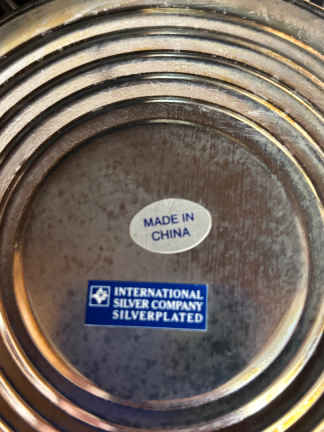 MADE IN
CHINA
INTERNATIONAL
SILVER COMPANY
SILVERPLATED